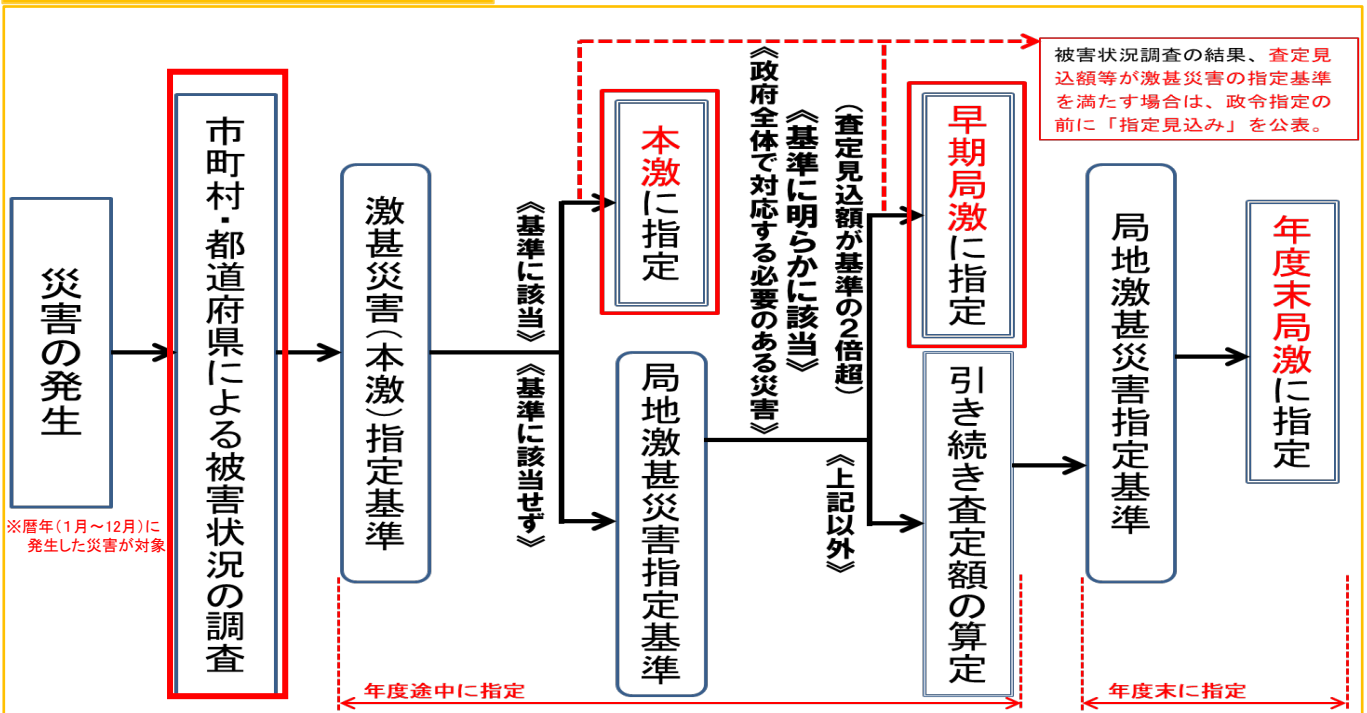 災害の発生
※暦年(1月～12月)に
発生した災害が対象
市町村・都道府県による被害状況の調査
激甚災害(本激)指定基準
《基準に該当》
《基準に該当せず》
本激に指定
局地激甚災害指定基準
(査定見込額が基準の2倍超)
《基準に明らかに該当》
《政府全体で対応する必要のある災害》
《上記以外》
早期局激に指定
引き続き査定額の算定
被害状況調査の結果、査定見
込額等が激甚災害の指定基準
を満たす場合は、政令指定の
前に「指定見込み」を公表。
局地激甚災害指定基準
年度末局激に指定
年度途中に指定
年度末に指定